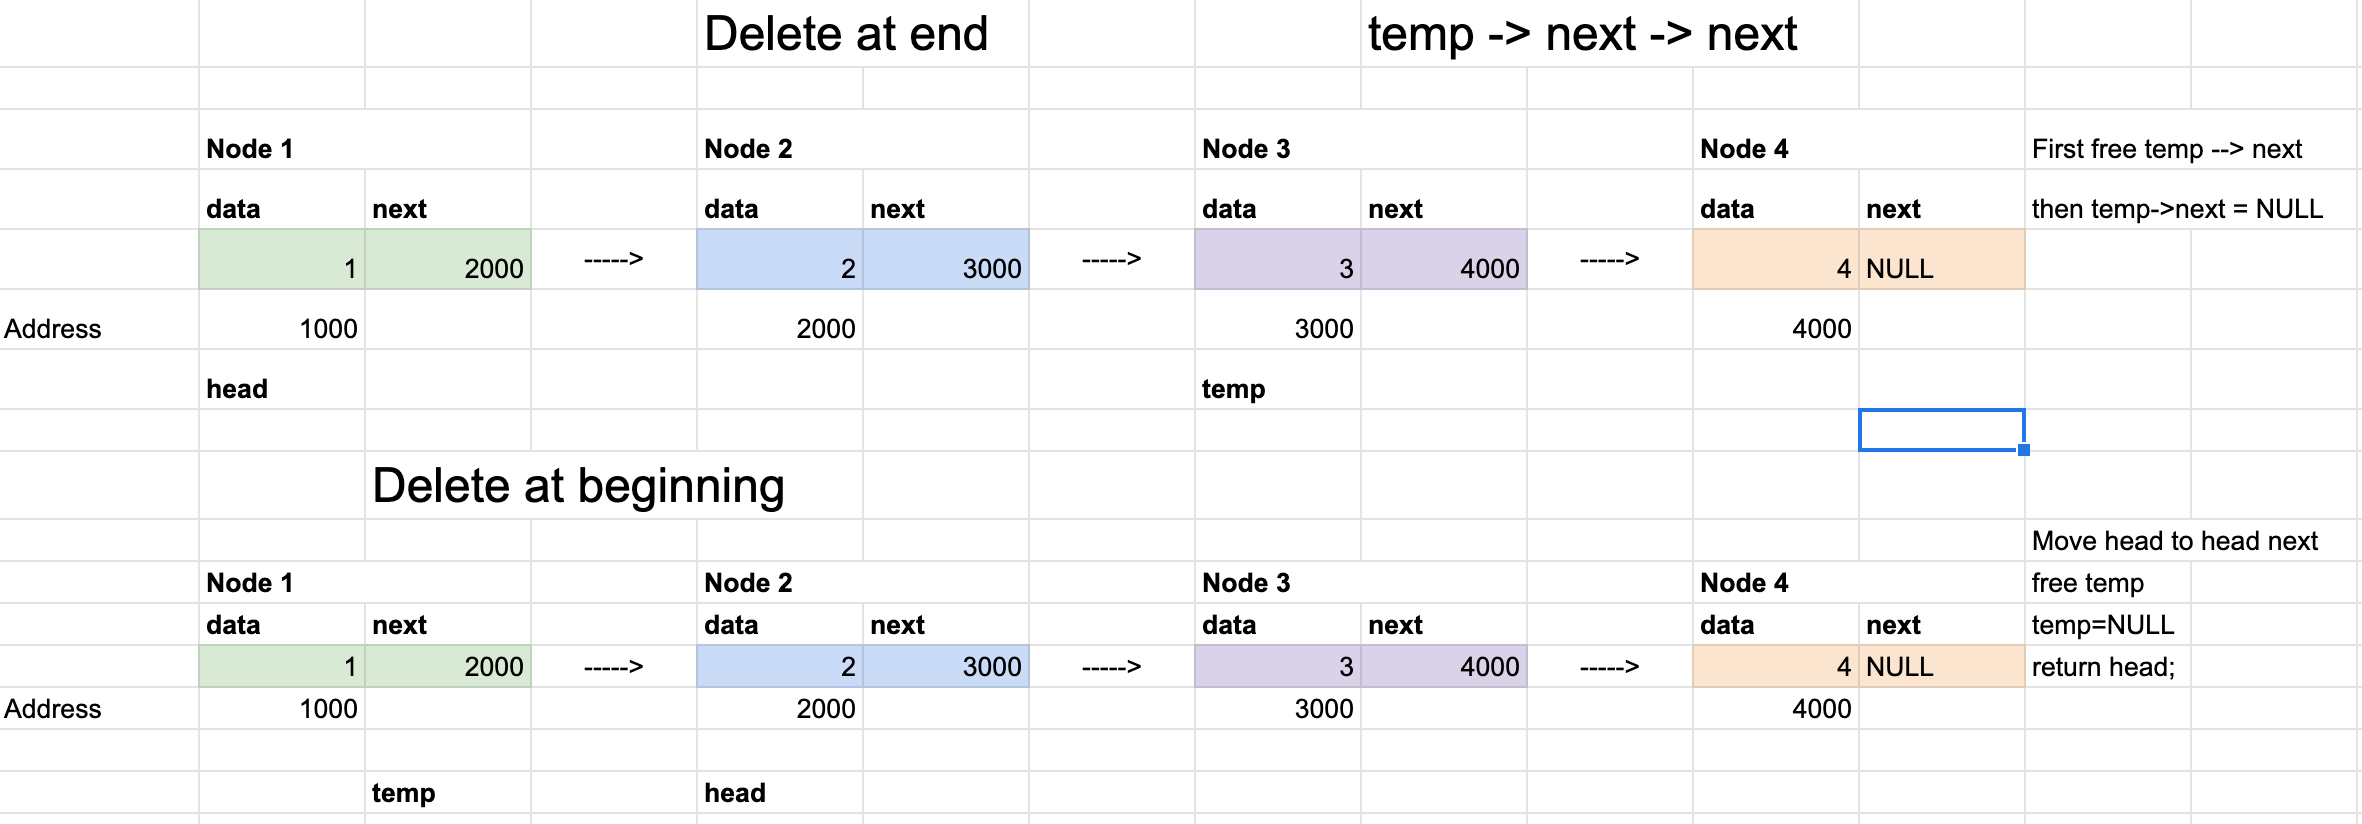 Delete at end temp -> next -> next
Node 1 Node 2 Node 3 Node 4 First free temp --> next
data next data next data next data next then temp->next = NULL
1 2000 -----> 2 3000 -----> 3 4000 -----> 4 NULL
Address 1000 2000 3000 4000
head temp
Delete at beginning
Move head to head next
Node 1 Node 2 Node 3 Node 4 free temp
data next data next data next data next temp=NULL
1 2000 -----> 2 3000 -----> 3 4000 -----> 4 NULL return head;
Address 1000 2000 3000 4000
temp head